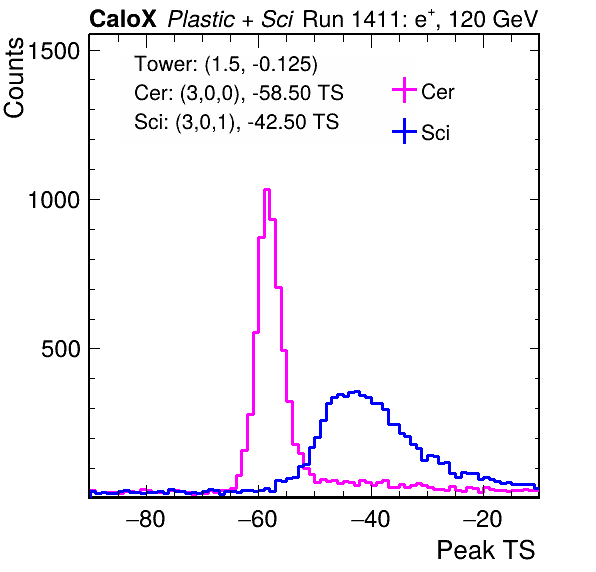 CaloX Plastic + Sci Run 1411: e+, 120 GeV
Counts
1500
1000
500
Tower: (1.5, -0.125)
Cer: (3,0,0), -58.50 TS
Sci: (3,0,1), -42.50 TS
Cer
Sci
−80 −60 −40 −20
Peak TS